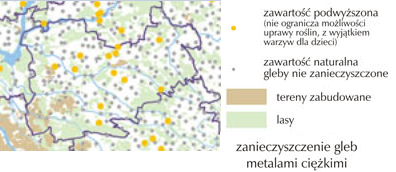 zawartość podwyższona
(nie ogranicza możliwości
uprawy roślin, z wyjątkiem
warzyw dla dzieci)
zawartość naturalna
gleby nie zanieczyszczone
tereny zabudowane
lasy
zanieczyszczenie gleb
metalami ciężkimi